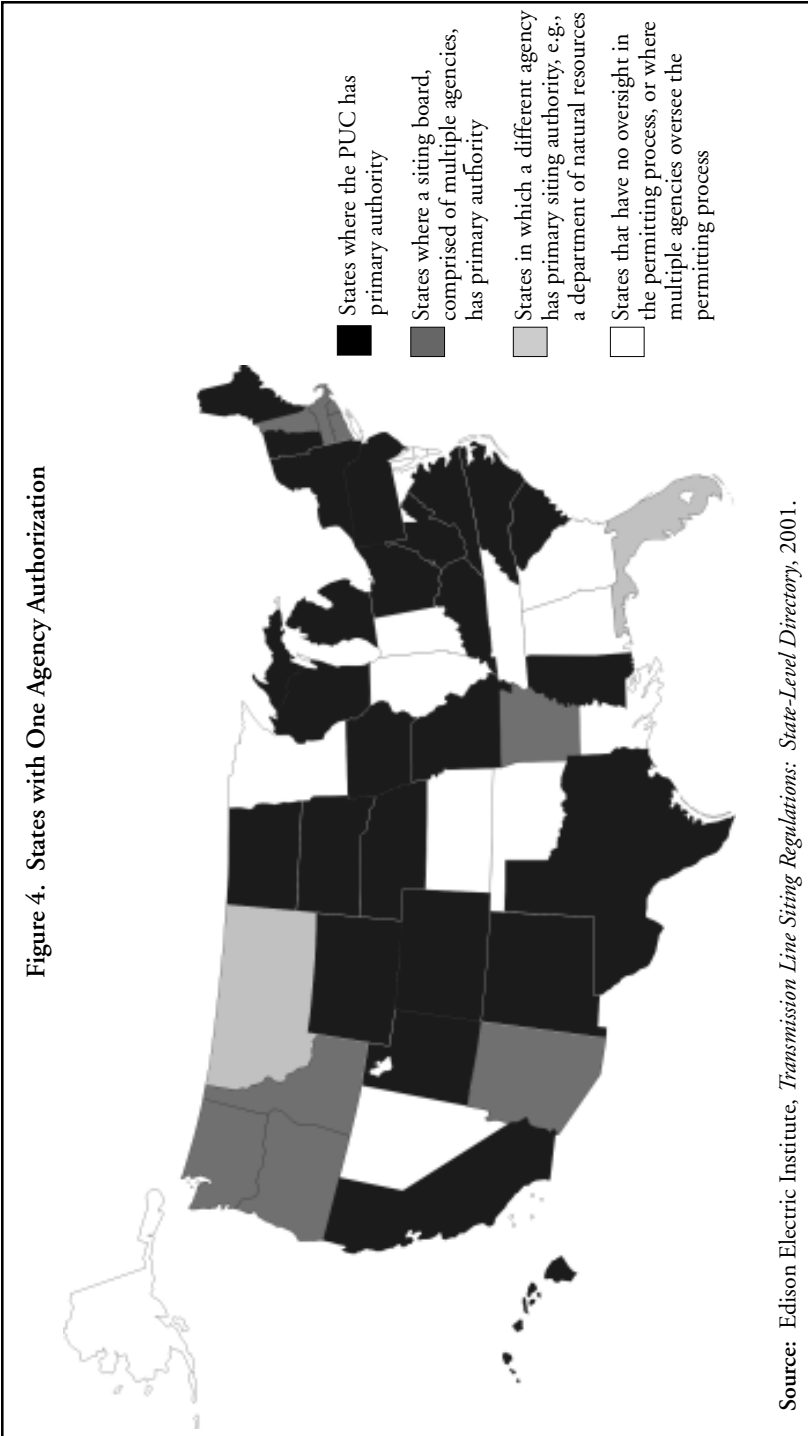 Figure 4. States with One Agency Authorization
States where the PUC has
primary authority
States where a siting board,
comprised of multiple agencies,
has primary authority
States in which a different agency
has primary siting authority, e.g.,
a department of natural resources
States that have no oversight in
the permitting process, or where
multiple agencies oversee the
permitting process
Source: Edison Electric Institute, Transmission Line Siting Regulations: State-Level Directory, 2001.